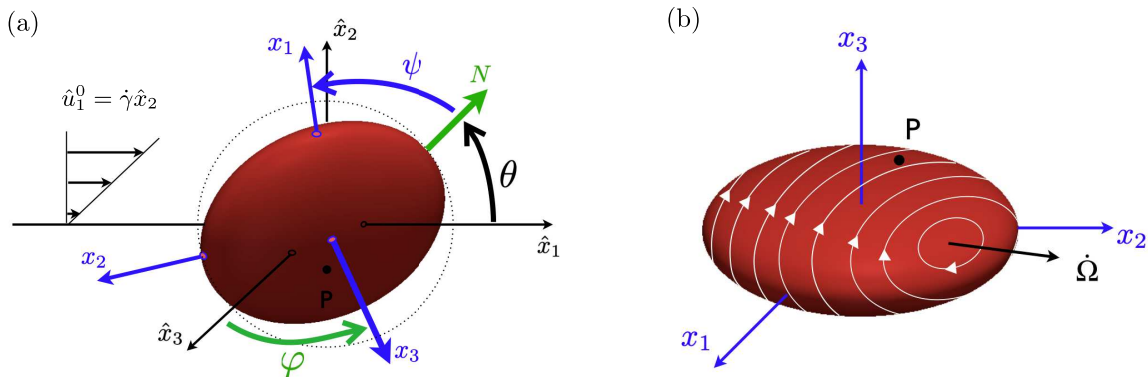 (a)
x̂₂
x₁
ψ
N
û₁⁰ = γ̇x̂₂
θ
x̂₁
x₂
P
x̂₃
φ
x₃
(b)
x₃
P
x₂
Ω̇
x₁